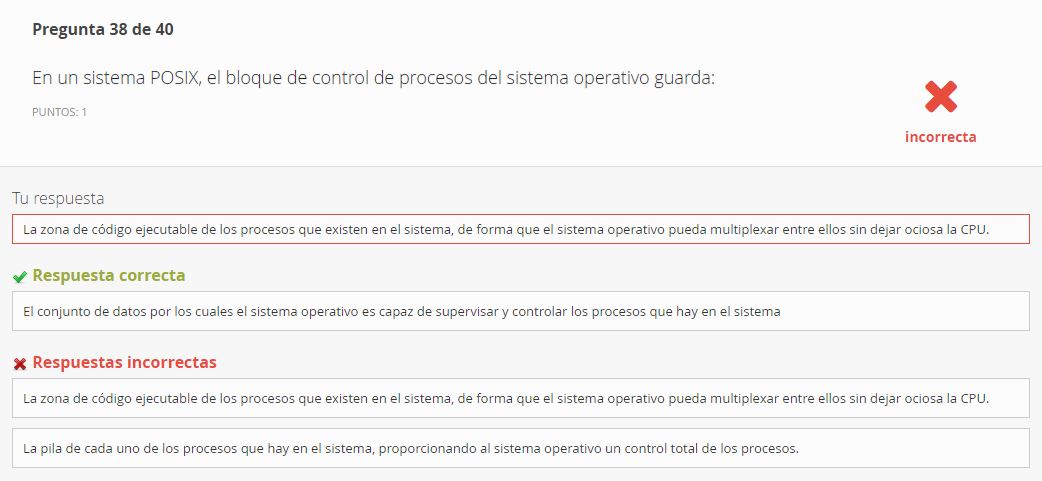 Pregunta 38 de 40
En un sistema POSIX, el bloque de control de procesos del sistema operativo guarda:
PUNTOS: 1
incorrecta
Tu respuesta
La zona de código ejecutable de los procesos que existen en el sistema, de forma que el sistema operativo pueda multiplexar entre ellos sin dejar ociosa la CPU.
Respuesta correcta
El conjunto de datos por los cuales el sistema operativo es capaz de supervisar y controlar los procesos que hay en el sistema
Respuestas incorrectas
La zona de código ejecutable de los procesos que existen en el sistema, de forma que el sistema operativo pueda multiplexar entre ellos sin dejar ociosa la CPU.
La pila de cada uno de los procesos que hay en el sistema, proporcionando al sistema operativo un control total de los procesos.